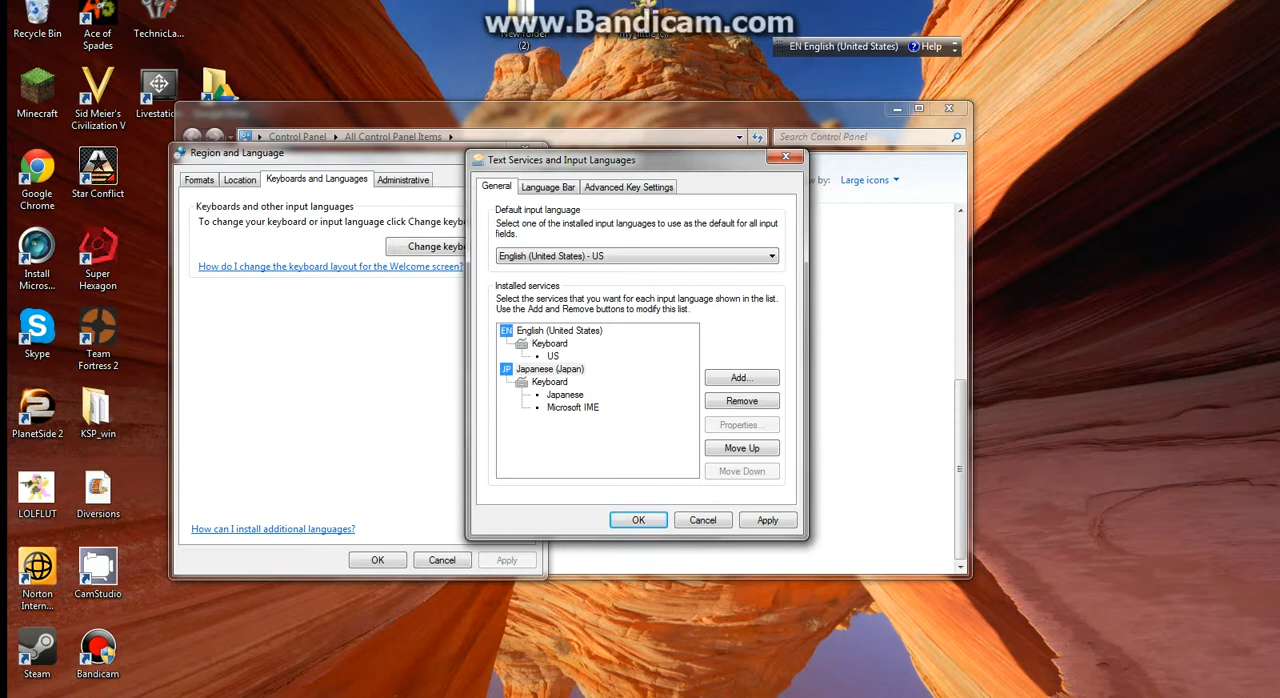 www.Bandicam.com
Recycle Bin
Ace of
Spades
TechnicLa...
New folder
(2)
EN English (United States)
Help
Minecraft
Sid Meier's
Civilization V
Livestatic
Control Panel
All Control Panel Items
Search Control Panel
Region and Language
Text Services and Input Languages
Formats
Location
Keyboards and Languages
Administrative
General
Language Bar
Advanced Key Settings
w by:
Large icons
Google
Chrome
Star Conflict
Keyboards and other input languages
To change your keyboard or input language click Change keyb
Change keyb
How do I change the keyboard layout for the Welcome screen?
Default input language
Select one of the installed input languages to use as the default for all input
fields.
English (United States) - US
Install
Micros...
Super
Hexagon
Installed services
Select the services that you want for each input language shown in the list.
Use the Add and Remove buttons to modify this list.
EN English (United States)
Keyboard
US
JP Japanese (Japan)
Keyboard
Japanese
Microsoft IME
Add...
Remove
Properties...
Move Up
Move Down
Skype
Team
Fortress 2
PlanetSide 2
KSP_win
LOLFLUT
Diversions
How can I install additional languages?
OK
Cancel
Apply
OK
Cancel
Apply
Norton
Intern...
CamStudio
Steam
Bandicam